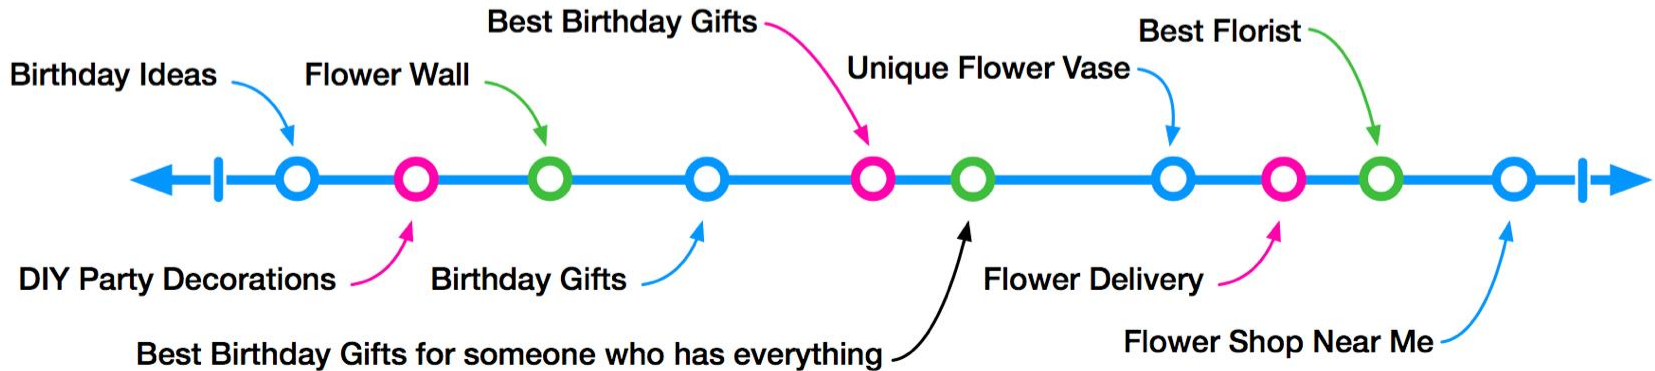 Best Birthday Gifts
Best Florist
Birthday Ideas
Flower Wall
Unique Flower Vase
DIY Party Decorations
Birthday Gifts
Flower Delivery
Best Birthday Gifts for someone who has everything
Flower Shop Near Me